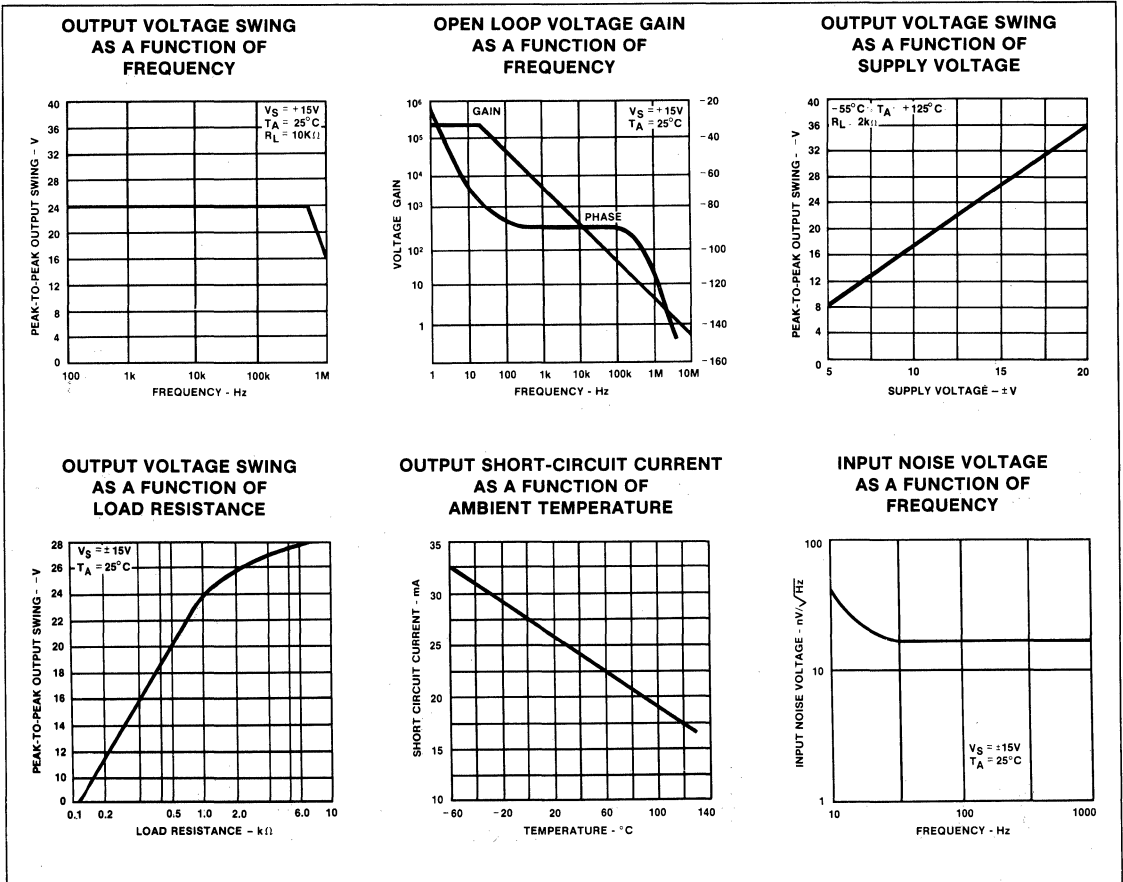 OUTPUT VOLTAGE SWING
AS A FUNCTION OF
FREQUENCY
PEAK-TO-PEAK OUTPUT SWING – V
40
36
32
28
24
20
16
12
8
4
0
VS = +15V
TA = 25°C
RL = 10KΩ
100
1k
10k
100k
1M
FREQUENCY - Hz
OPEN LOOP VOLTAGE GAIN
AS A FUNCTION OF
FREQUENCY
VOLTAGE GAIN
10⁶
10⁵
10⁴
10³
10²
10
1
GAIN
VS = +15V
TA = 25°C
PHASE
-20
-40
-60
-80
-100
-120
-140
-160
1
10
100
1k
10k
100k
1M
10M
FREQUENCY - Hz
OUTPUT VOLTAGE SWING
AS A FUNCTION OF
SUPPLY VOLTAGE
PEAK-TO-PEAK OUTPUT SWING – -V
40
36
32
28
24
20
16
12
8
4
0
-55°C TA +125°C
RL 2kΩ
5
10
15
20
SUPPLY VOLTAGE – ±V
OUTPUT VOLTAGE SWING
AS A FUNCTION OF
LOAD RESISTANCE
PEAK-TO-PEAK OUTPUT SWING – -V
28
26
24
22
20
18
16
14
12
10
0
VS = ±15V
TA = 25°C
0.1
0.2
0.5
1.0
2.0
6.0
10
LOAD RESISTANCE – kΩ
OUTPUT SHORT-CIRCUIT CURRENT
AS A FUNCTION OF
AMBIENT TEMPERATURE
SHORT CIRCUIT CURRENT - mA
35
30
25
20
15
10
-60
-20
20
60
100
140
TEMPERATURE - °C
INPUT NOISE VOLTAGE
AS A FUNCTION OF
FREQUENCY
INPUT NOISE VOLTAGE – nV/√Hz
100
10
1
VS = ±15V
TA = 25°C
10
100
1000
FREQUENCY - Hz